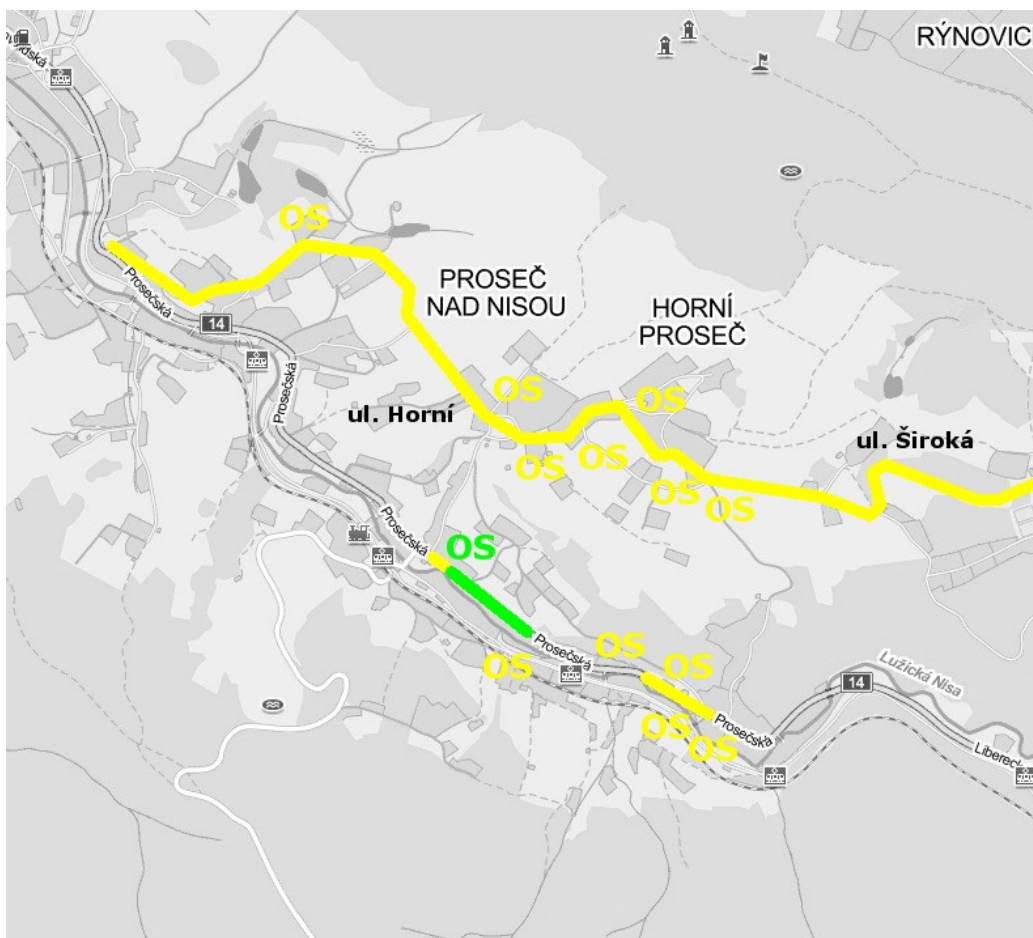 RÝNOVIC
OS
Prosečská
14
PROSEČ
NAD NISOU
HORNÍ
PROSEČ
Prosečská
OS
OS
ul. Horní
OS
OS
ul. Široká
OS
OS
Prosečská
OS
OS
Prosečská
OS
OS
Lužická Nisa
14
OS
OS
Prosečská
Liberec